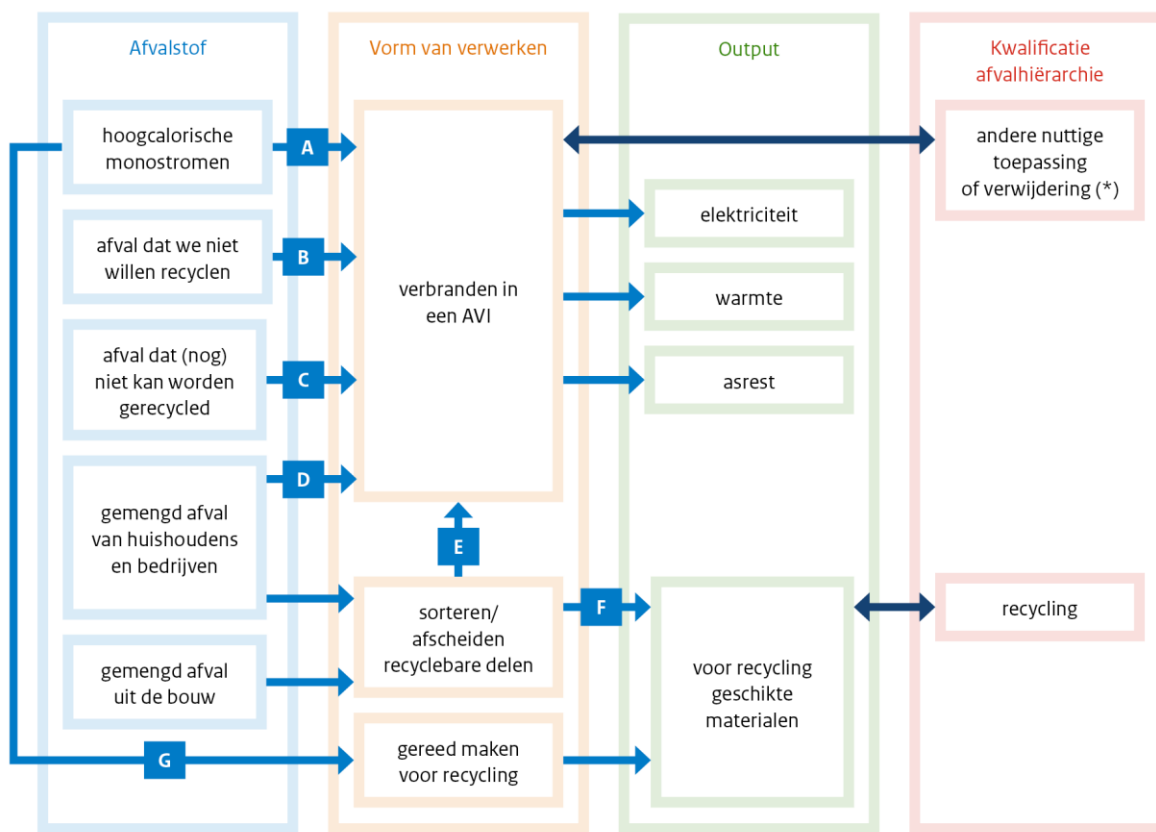 Afvalstof
hoogcalorische
monostromen
afval dat we niet
willen recyclen
afval dat (nog)
niet kan worden
gerecycled
gemengd afval
van huishoudens
en bedrijven
gemengd afval
uit de bouw
A
B
C
D
G
Vorm van verwerken
verbranden in
een AVI
E
sorteren/
afscheiden
recyclebare delen
gereed maken
voor recycling
F
Output
elektriciteit
warmte
asrest
voor recycling
geschikte
materialen
Kwalificatie
afvalhiërarchie
andere nuttige
toepassing
of verwijdering (*)
recycling